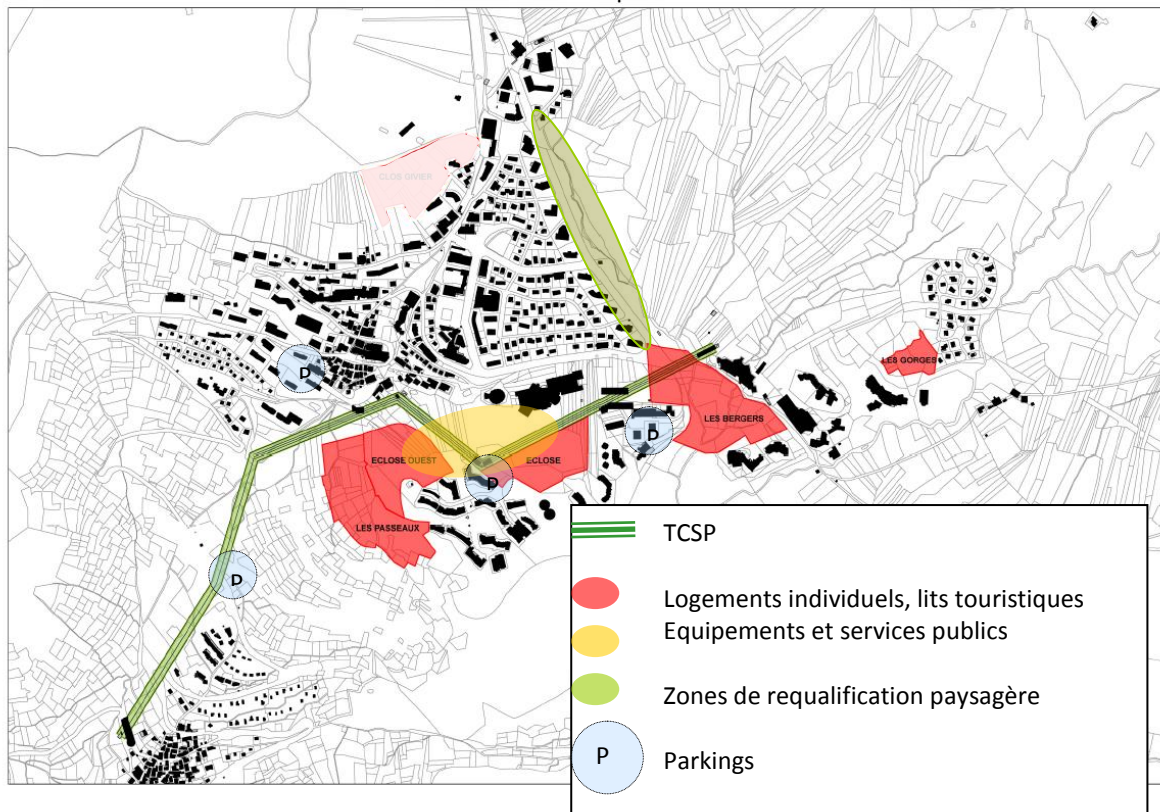 CLOS GIVIER
P
LES GORGES
LES BERGERS
P
ECLOSE OUEST
ECLOSE
P
LES PASSEAUX
P
TCSP
Logements individuels, lits touristiques
Equipements et services publics
Zones de requalification paysagère
P
Parkings